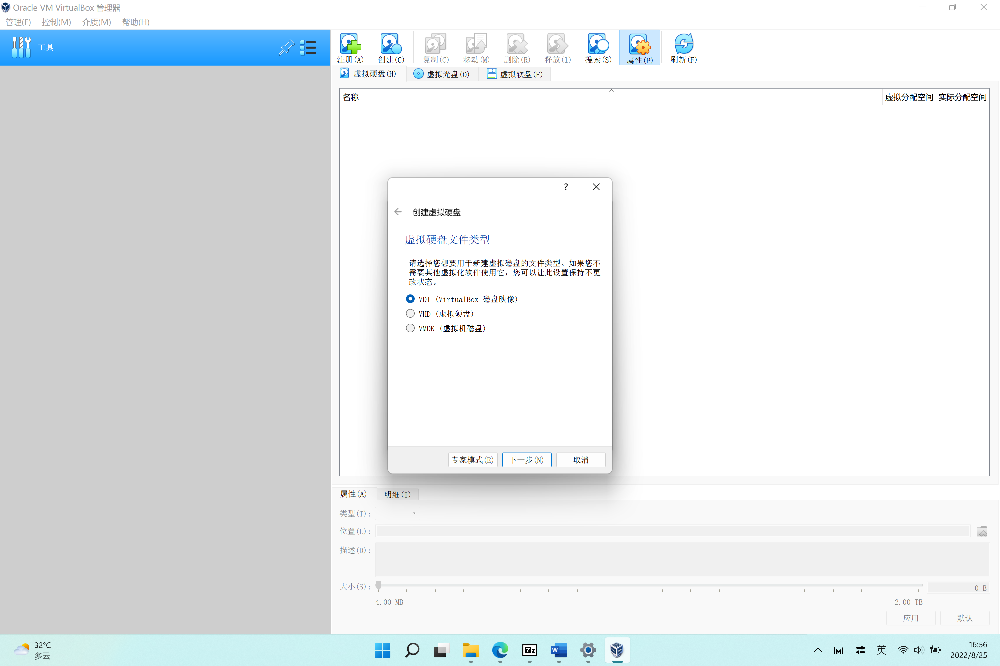 Oracle VM VirtualBox 管理器
管理(F) 控制(M) 介质(M) 帮助(H)
工具
注册(A) 创建(C) 复制(C) 移动(M) 删除(R) 释放(l) 搜索(S) 属性(P) 刷新(F)
虚拟硬盘(H) 虚拟光盘(O) 虚拟软盘(F)
名称 虚拟分配空间 实际分配空间
?
创建虚拟硬盘
虚拟硬盘文件类型
请选择您想要用于新建虚拟磁盘的文件类型。如果您不
需要其他虚拟化软件使用它，您可以让此设置保持不更
改状态。
VDI (VirtualBox 磁盘映像)
VHD (虚拟硬盘)
VMDK (虚拟机磁盘)
专家模式(E) 下一步(N) 取消
属性(A) 明细(I)
类型(T):
位置(L):
描述(D):
大小(S): 0 B
4.00 MB 2.00 TB
应用 默认
32°C
多云
7z
W
英
16:56
2022/8/25